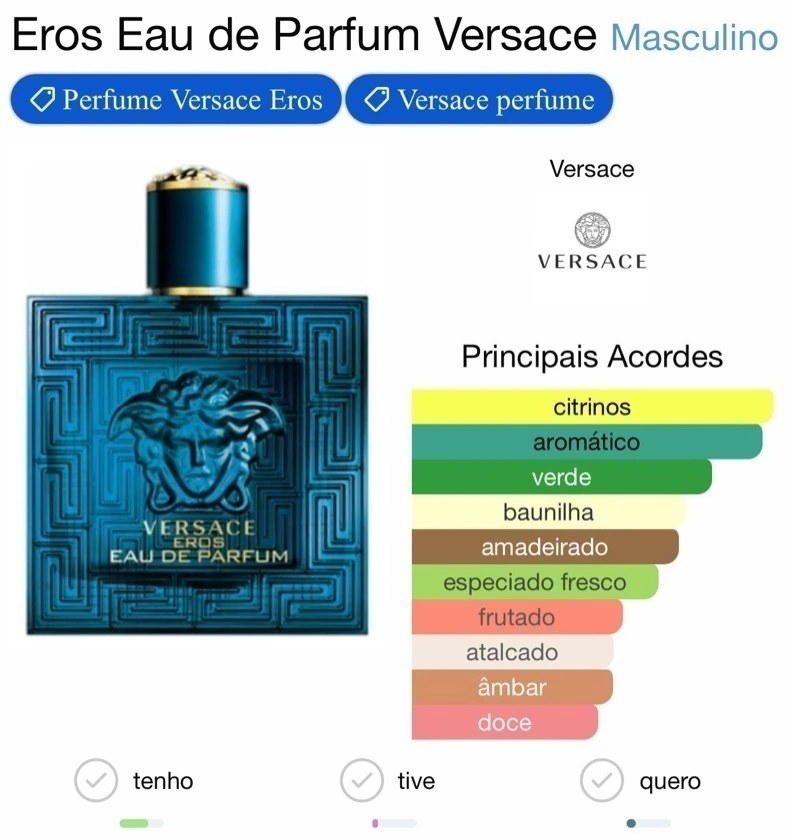 Eros Eau de Parfum Versace Masculino
Perfume Versace Eros Versace perfume
Versace
VERSACE
Principais Acordes
citrinos
aromático
verde
baunilha
amadeirado
especiado fresco
frutado
atalcado
âmbar
doce
VERSACE
EROS
EAU DE PARFUM
tenho tive quero